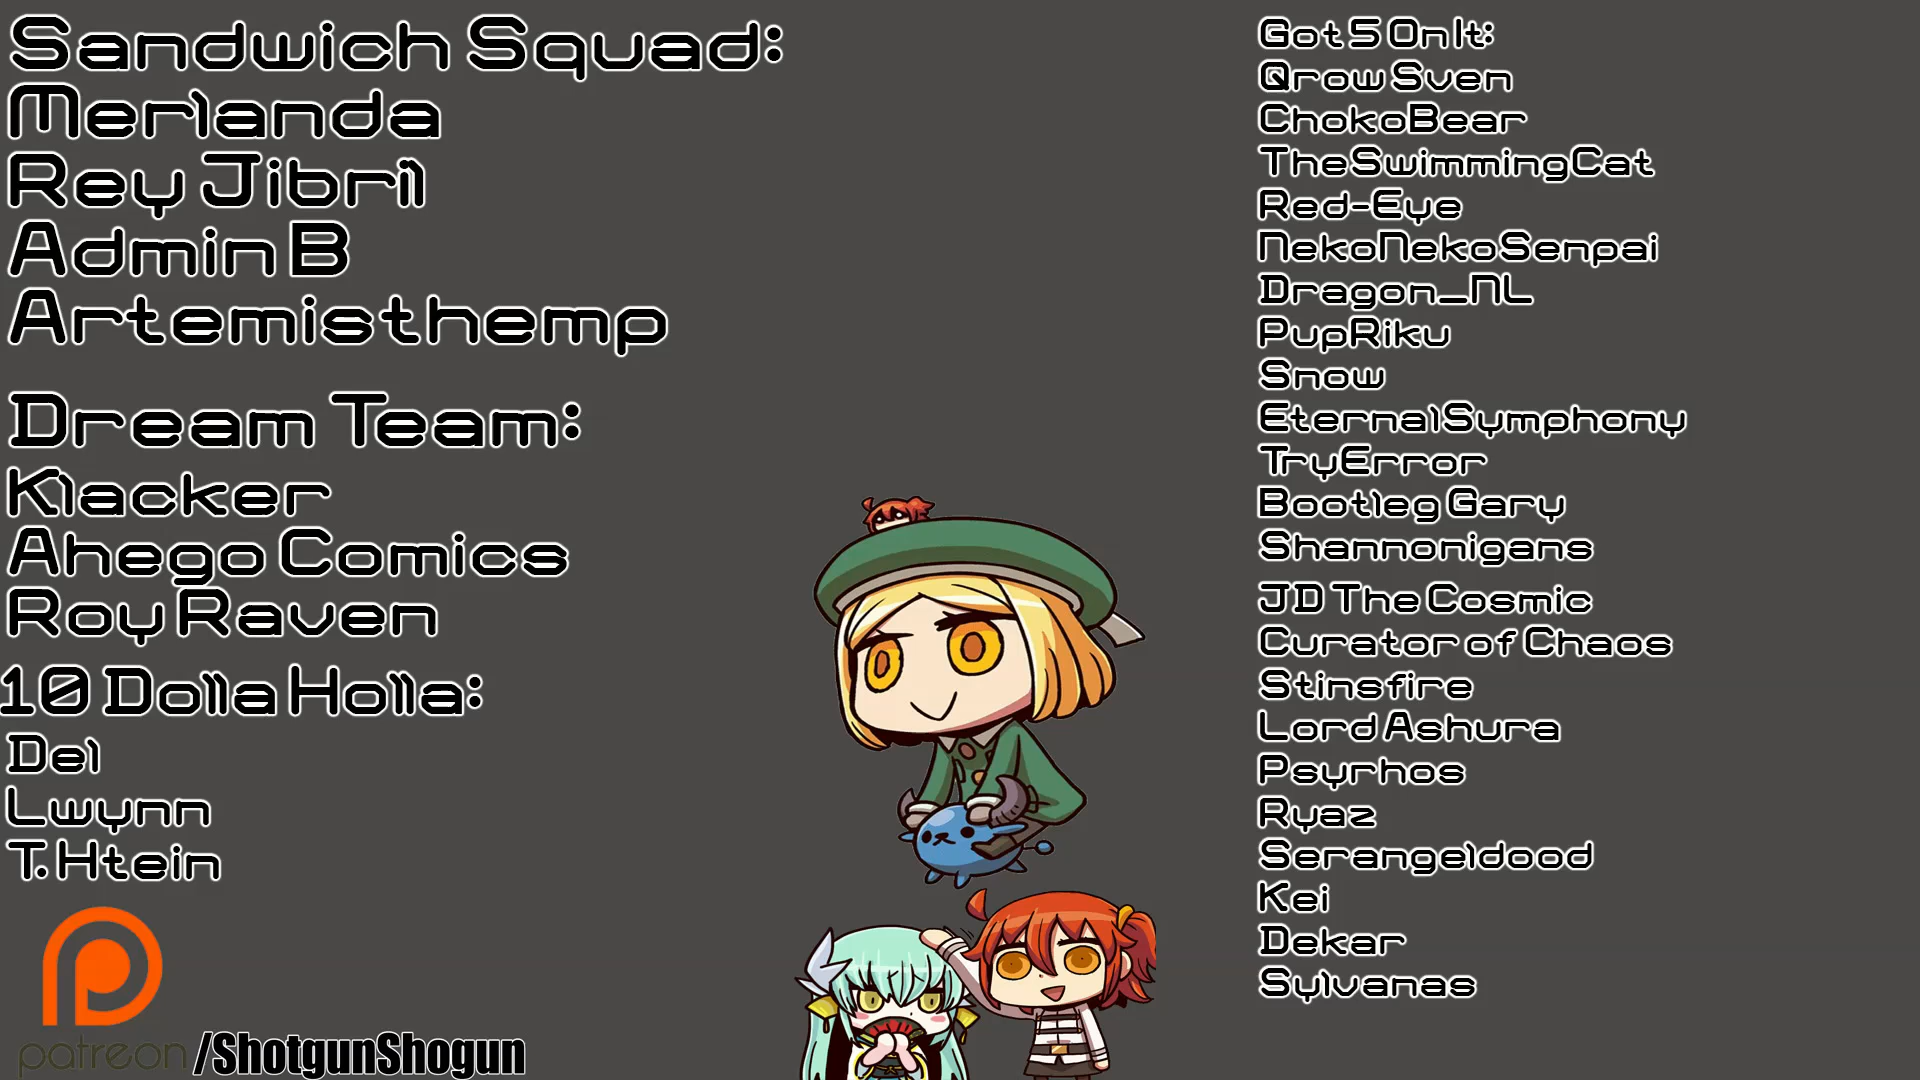 Sandwich Squad:
Merlanda
Rey Jibril
Admin B
Artemisthemp
Dream Team:
Klacker
Ahego Comics
Roy Raven
10 Dolla Holla:
Del
Lwynn
T. Htein
patreon /ShotgunShogun
Got 5 On It:
Qrow Sven
ChokoBear
TheSwimmingCat
Red-Eye
NekoNekoSenpai
Dragon_NL
PupRiku
Snow
EternalSymphony
TryError
Bootleg Gary
Shannonigans
JD The Cosmic
Curator of Chaos
Stinsfire
Lord Ashura
Psyrhos
Ryaz
Serangeldood
Kei
Dekar
Sylvanas